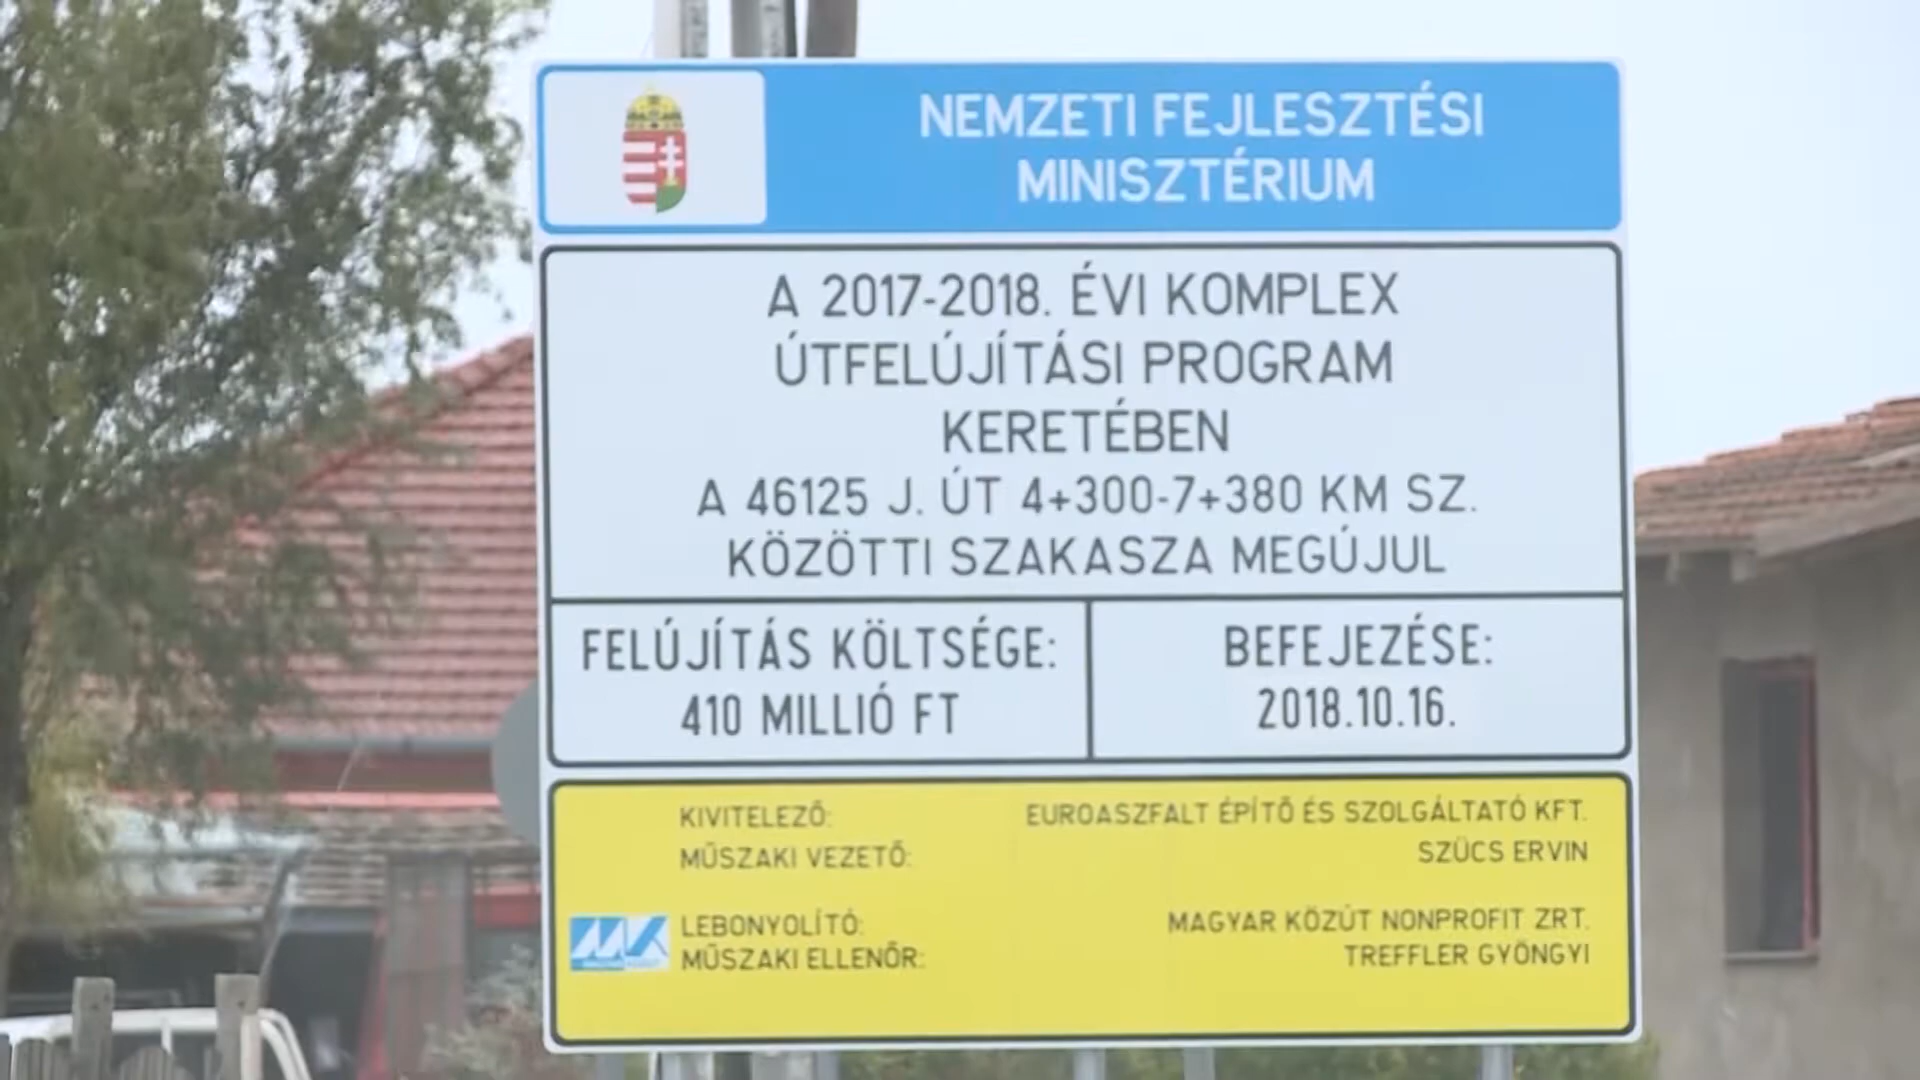 NEMZETI FEJLESZTÉSI
MINISZTÉRIUM
A 2017-2018. ÉVI KOMPLEX
ÚTFELÚJÍTÁSI PROGRAM
KERETÉBEN
A 46125 J. ÚT 4+300-7+380 KM SZ.
KÖZÖTTI SZAKASZA MEGÚJUL
FELÚJÍTÁS KÖLTSÉGE:
410 MILLIÓ FT
BEFEJEZÉSE:
2018.10.16.
KIVITELEZŐ: EUROASZFALT ÉPÍTŐ ÉS SZOLGÁLTATÓ KFT.
MŰSZAKI VEZETŐ: SZÜCS ERVIN
MK LEBONYOLÍTÓ: MAGYAR KÖZÚT NONPROFIT ZRT.
MŰSZAKI ELLENŐR: TREFFLER GYÖNGYI